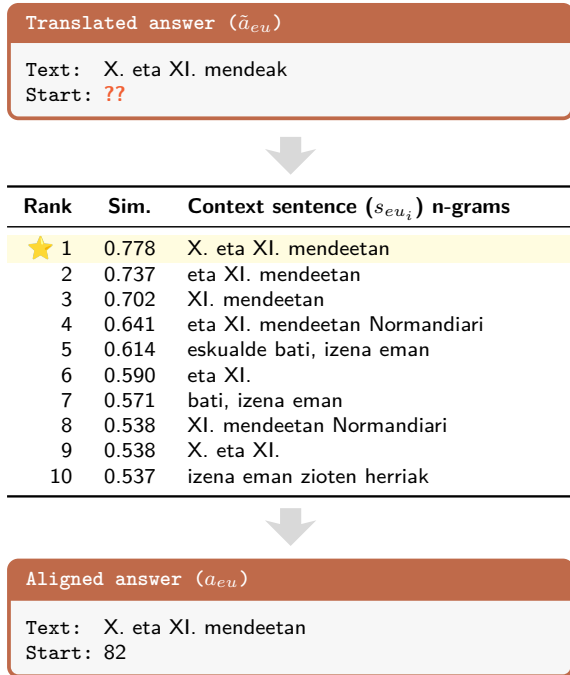 Translated answer (ã_eu)
Text: X. eta XI. mendeak
Start: ??
Rank Sim. Context sentence (s_eu_i) n-grams
1 0.778 X. eta XI. mendeetan
2 0.737 eta XI. mendeetan
3 0.702 XI. mendeetan
4 0.641 eta XI. mendeetan Normandiari
5 0.614 eskualde bati, izena eman
6 0.590 eta XI.
7 0.571 bati, izena eman
8 0.538 XI. mendeetan Normandiari
9 0.538 X. eta XI.
10 0.537 izena eman zioten herriak
Aligned answer (a_eu)
Text: X. eta XI. mendeetan
Start: 82